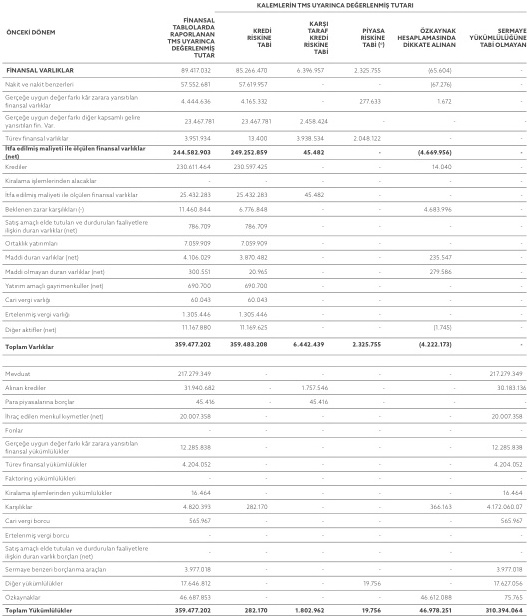 KALEMLERİN TMS UYARINCA DEĞERLENMİŞ TUTARI
ÖNCEKİ DÖNEM
FİNANSAL TABLOLARDA RAPORLANAN TMS UYARINCA DEĞERLENMİŞ TUTAR
KREDİ RİSKİNE TABİ
KARŞI TARAF KREDİ RİSKİNE TABİ
PİYASA RİSKİNE TABİ (*)
ÖZKAYNAK HESAPLAMASINDA DİKKATE ALINAN
SERMAYE YÜKÜMLÜLÜĞÜNE TABİ OLMAYAN
FİNANSAL VARLIKLAR 89.417.032 85.266.470 6.396.957 2.325.755 (65.604) -
Nakit ve nakit benzerleri 57.552.681 57.619.957 - - (67.276) -
Gerçeğe uygun değer farkı kâr zarara yansıtılan
finansal varlıklar 4.444.636 4.165.332 - 277.633 1.672 -
Gerçeğe uygun değer farkı diğer kapsamlı gelire
yansıtılan fin. Var. 23.467.781 23.467.781 2.458.424 - - -
Türev finansal varlıklar 3.951.934 13.400 3.938.534 2.048.122 - -
İtfa edilmiş maliyeti ile ölçülen finansal varlıklar
(net) 244.582.903 249.252.859 45.482 - (4.669.956) -
Krediler 230.611.464 230.597.425 - - 14.040 -
Kiralama işlemlerinden alacaklar - - - - - -
İtfa edilmiş maliyeti ile ölçülen finansal varlıklar 25.432.283 25.432.283 45.482 - - -
Beklenen zarar karşılıkları (-) 11.460.844 6.776.848 - - 4.683.996 -
Satış amaçlı elde tutulan ve durdurulan faaliyetlere
ilişkin duran varlıklar (net) 786.709 786.709 - - - -
Ortaklık yatırımları 7.059.909 7.059.909 - - - -
Maddi duran varlıklar (net) 4.106.029 3.870.482 - - 235.547 -
Maddi olmayan duran varlıklar (net) 300.551 20.965 - - 279.586 -
Yatırım amaçlı gayrimenkuller (net) 690.700 690.700 - - - -
Cari vergi varlığı 60.043 60.043 - - - -
Ertelenmiş vergi varlığı 1.305.446 1.305.446 - - - -
Diğer aktifler (net) 11.167.880 11.169.625 - - (1.745) -
Toplam Varlıklar 359.477.202 359.483.208 6.442.439 2.325.755 (4.222.173) -
Mevduat 217.279.349 - - - - 217.279.349
Alınan krediler 31.940.682 - 1.757.546 - - 30.183.136
Para piyasalarına borçlar 45.416 - 45.416 - - -
İhraç edilen menkul kıymetler (net) 20.007.358 - - - - 20.007.358
Fonlar - - - - - -
Gerçeğe uygun değer farkı kâr zarara yansıtılan
finansal yükümlülükler 12.285.838 - - - - 12.285.838
Türev finansal yükümlülükler 4.204.052 - - - - 4.204.052
Faktoring yükümlülükleri - - - - - -
Kiralama işlemlerinden yükümlülükler 16.464 - - - - 16.464
Karşılıklar 4.820.393 282.170 - - 366.163 4.172.060.07
Cari vergi borcu 565.967 - - - - 565.967
Ertelenmiş vergi borcu - - - - - -
Satış amaçlı elde tutulan ve durdurulan faaliyetlere
ilişkin duran varlık borçları (net) - - - - - -
Sermaye benzeri borçlanma araçları 3.977.018 - - - - 3.977.018
Diğer yükümlülükler 17.646.812 - - 19.756 - 17.627.056
Özkaynaklar 46.687.853 - - - 46.612.088 75.765
Toplam Yükümlülükler 359.477.202 282.170 1.802.962 19.756 46.978.251 310.394.064